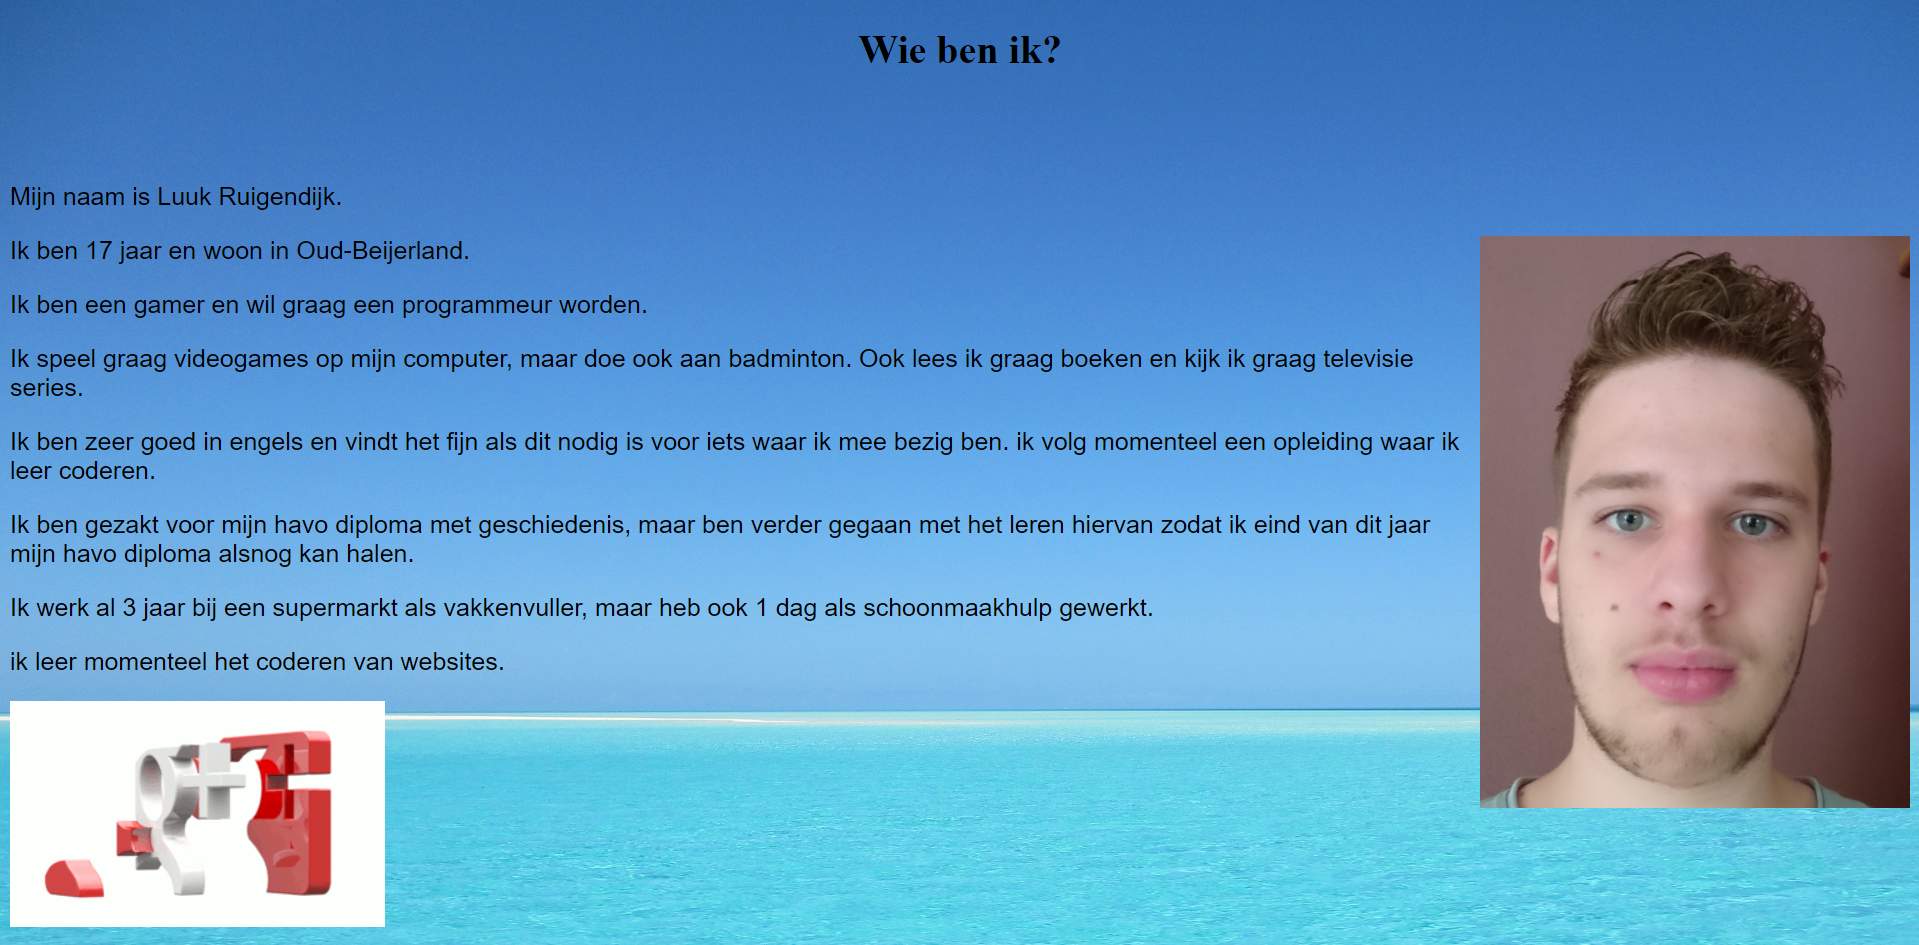 Wie ben ik?
Mijn naam is Luuk Ruigendijk.
Ik ben 17 jaar en woon in Oud-Beijerland.
Ik ben een gamer en wil graag een programmeur worden.
Ik speel graag videogames op mijn computer, maar doe ook aan badminton. Ook lees ik graag boeken en kijk ik graag televisie
series.
Ik ben zeer goed in engels en vindt het fijn als dit nodig is voor iets waar ik mee bezig ben. ik volg momenteel een opleiding waar ik
leer coderen.
Ik ben gezakt voor mijn havo diploma met geschiedenis, maar ben verder gegaan met het leren hiervan zodat ik eind van dit jaar
mijn havo diploma alsnog kan halen.
Ik werk al 3 jaar bij een supermarkt als vakkenvuller, maar heb ook 1 dag als schoonmaakhulp gewerkt.
ik leer momenteel het coderen van websites.